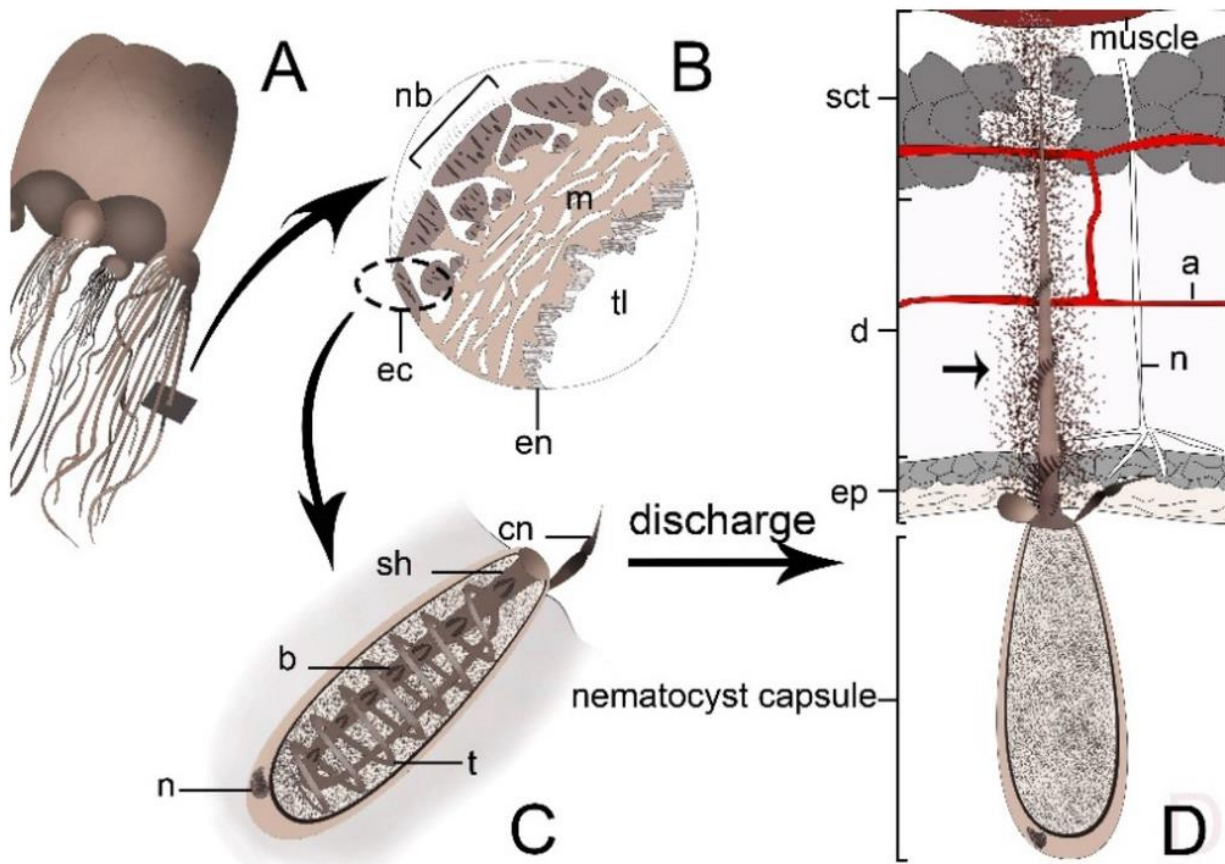 A
B
nb
m
tl
ec
en
cn
sh
b
n
t
C
discharge
muscle
sct
a
d
n
ep
nematocyst capsule
D